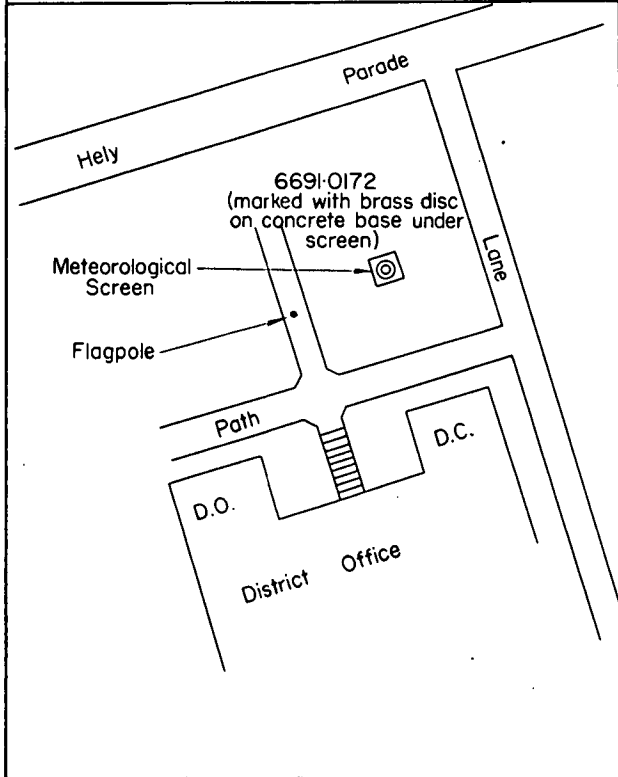 Hely Parade
6691·0172
(marked with brass disc
on concrete base under
screen)
Meteorological
Screen
Lane
Flagpole
Path
D.C.
D.O.
District Office